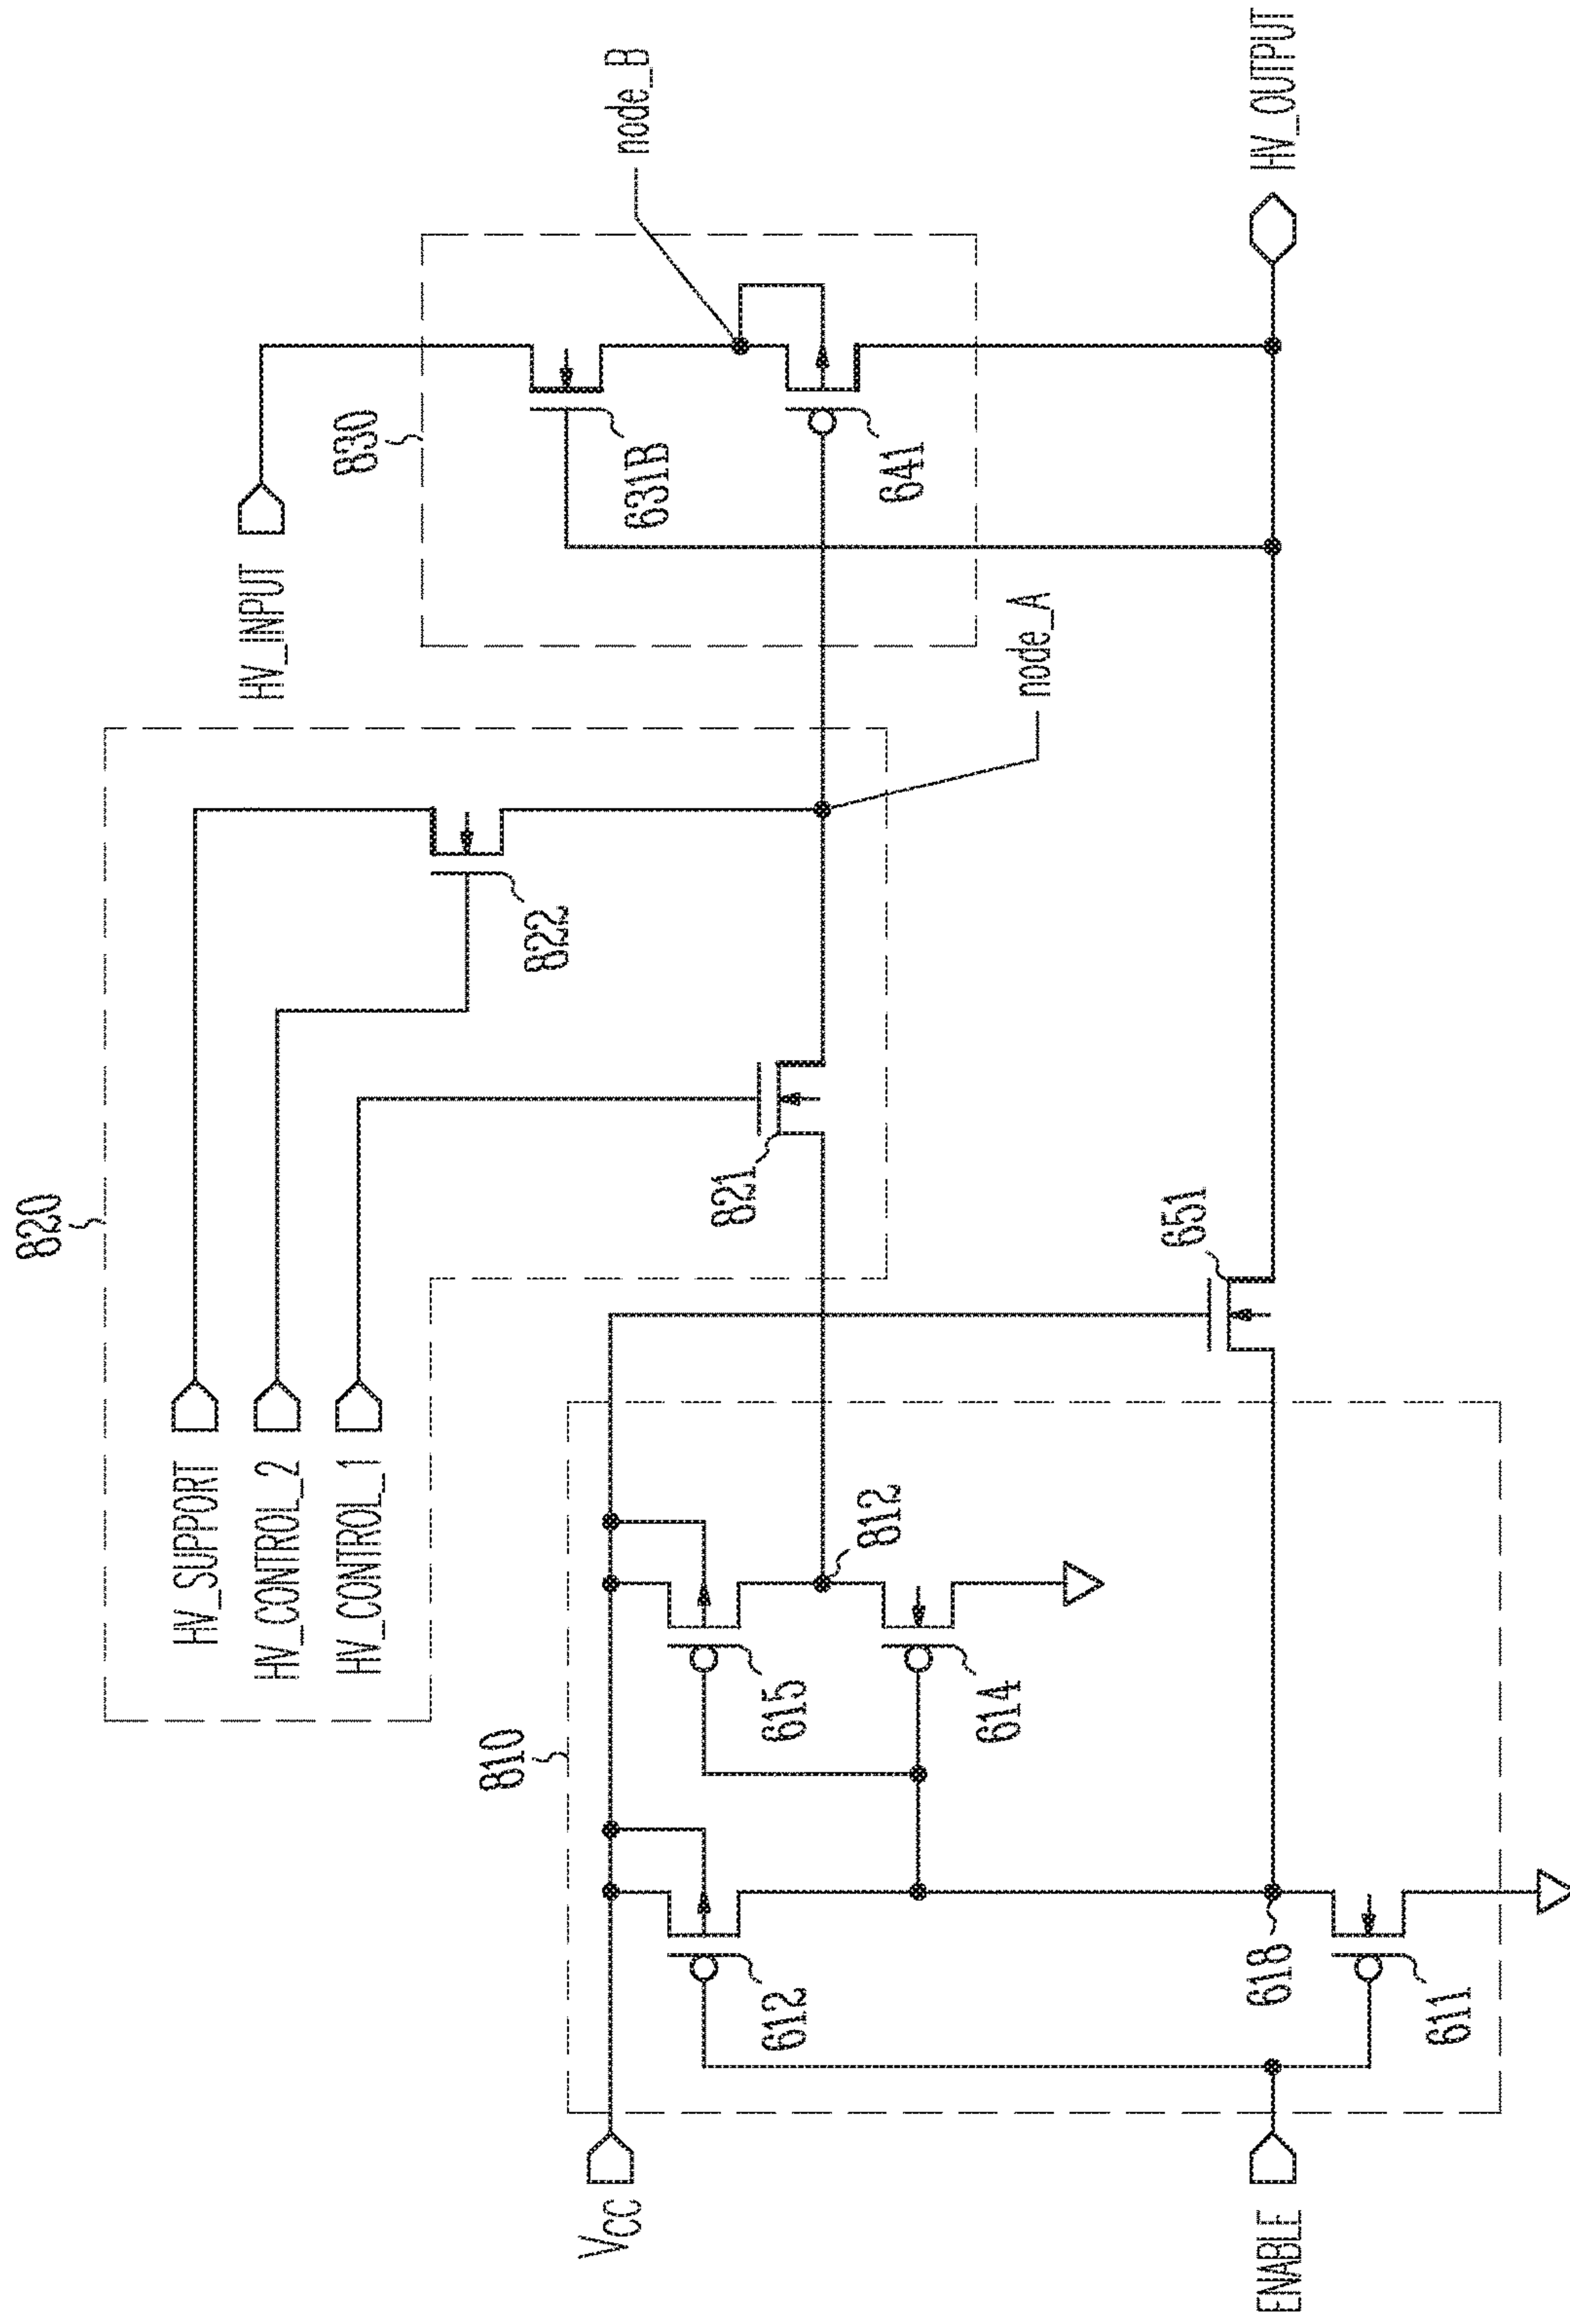 820
HV_SUPPORT
HV_CONTROL_2
HV_CONTROL_1
822
821
HV_INPUT
830
631B
641
node_B
node_A
810
VCC
615
812
614
612
618
611
651
ENABLE
HV_OUTPUT